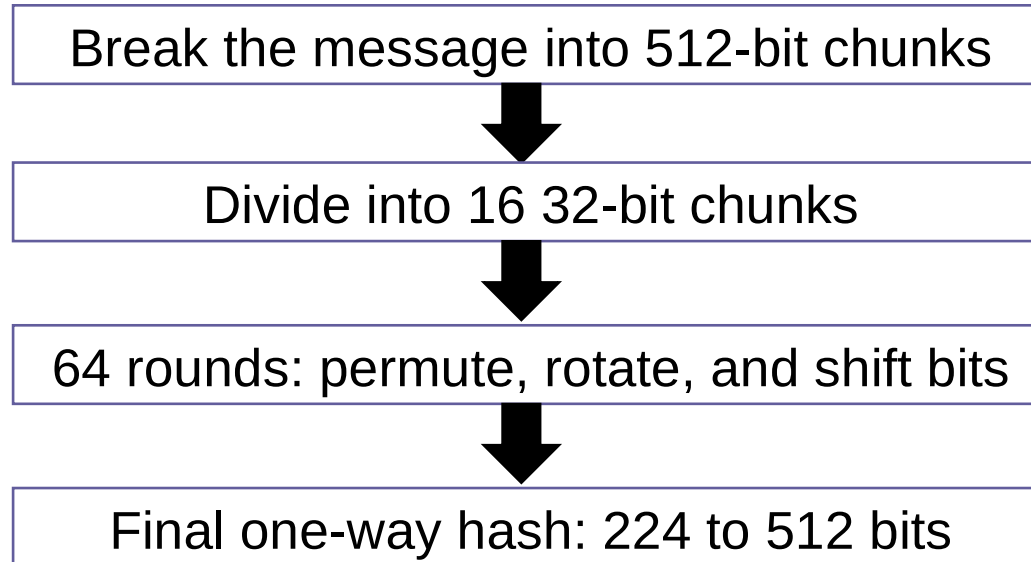 Break the message into 512-bit chunks
Divide into 16 32-bit chunks
64 rounds: permute, rotate, and shift bits
Final one-way hash: 224 to 512 bits